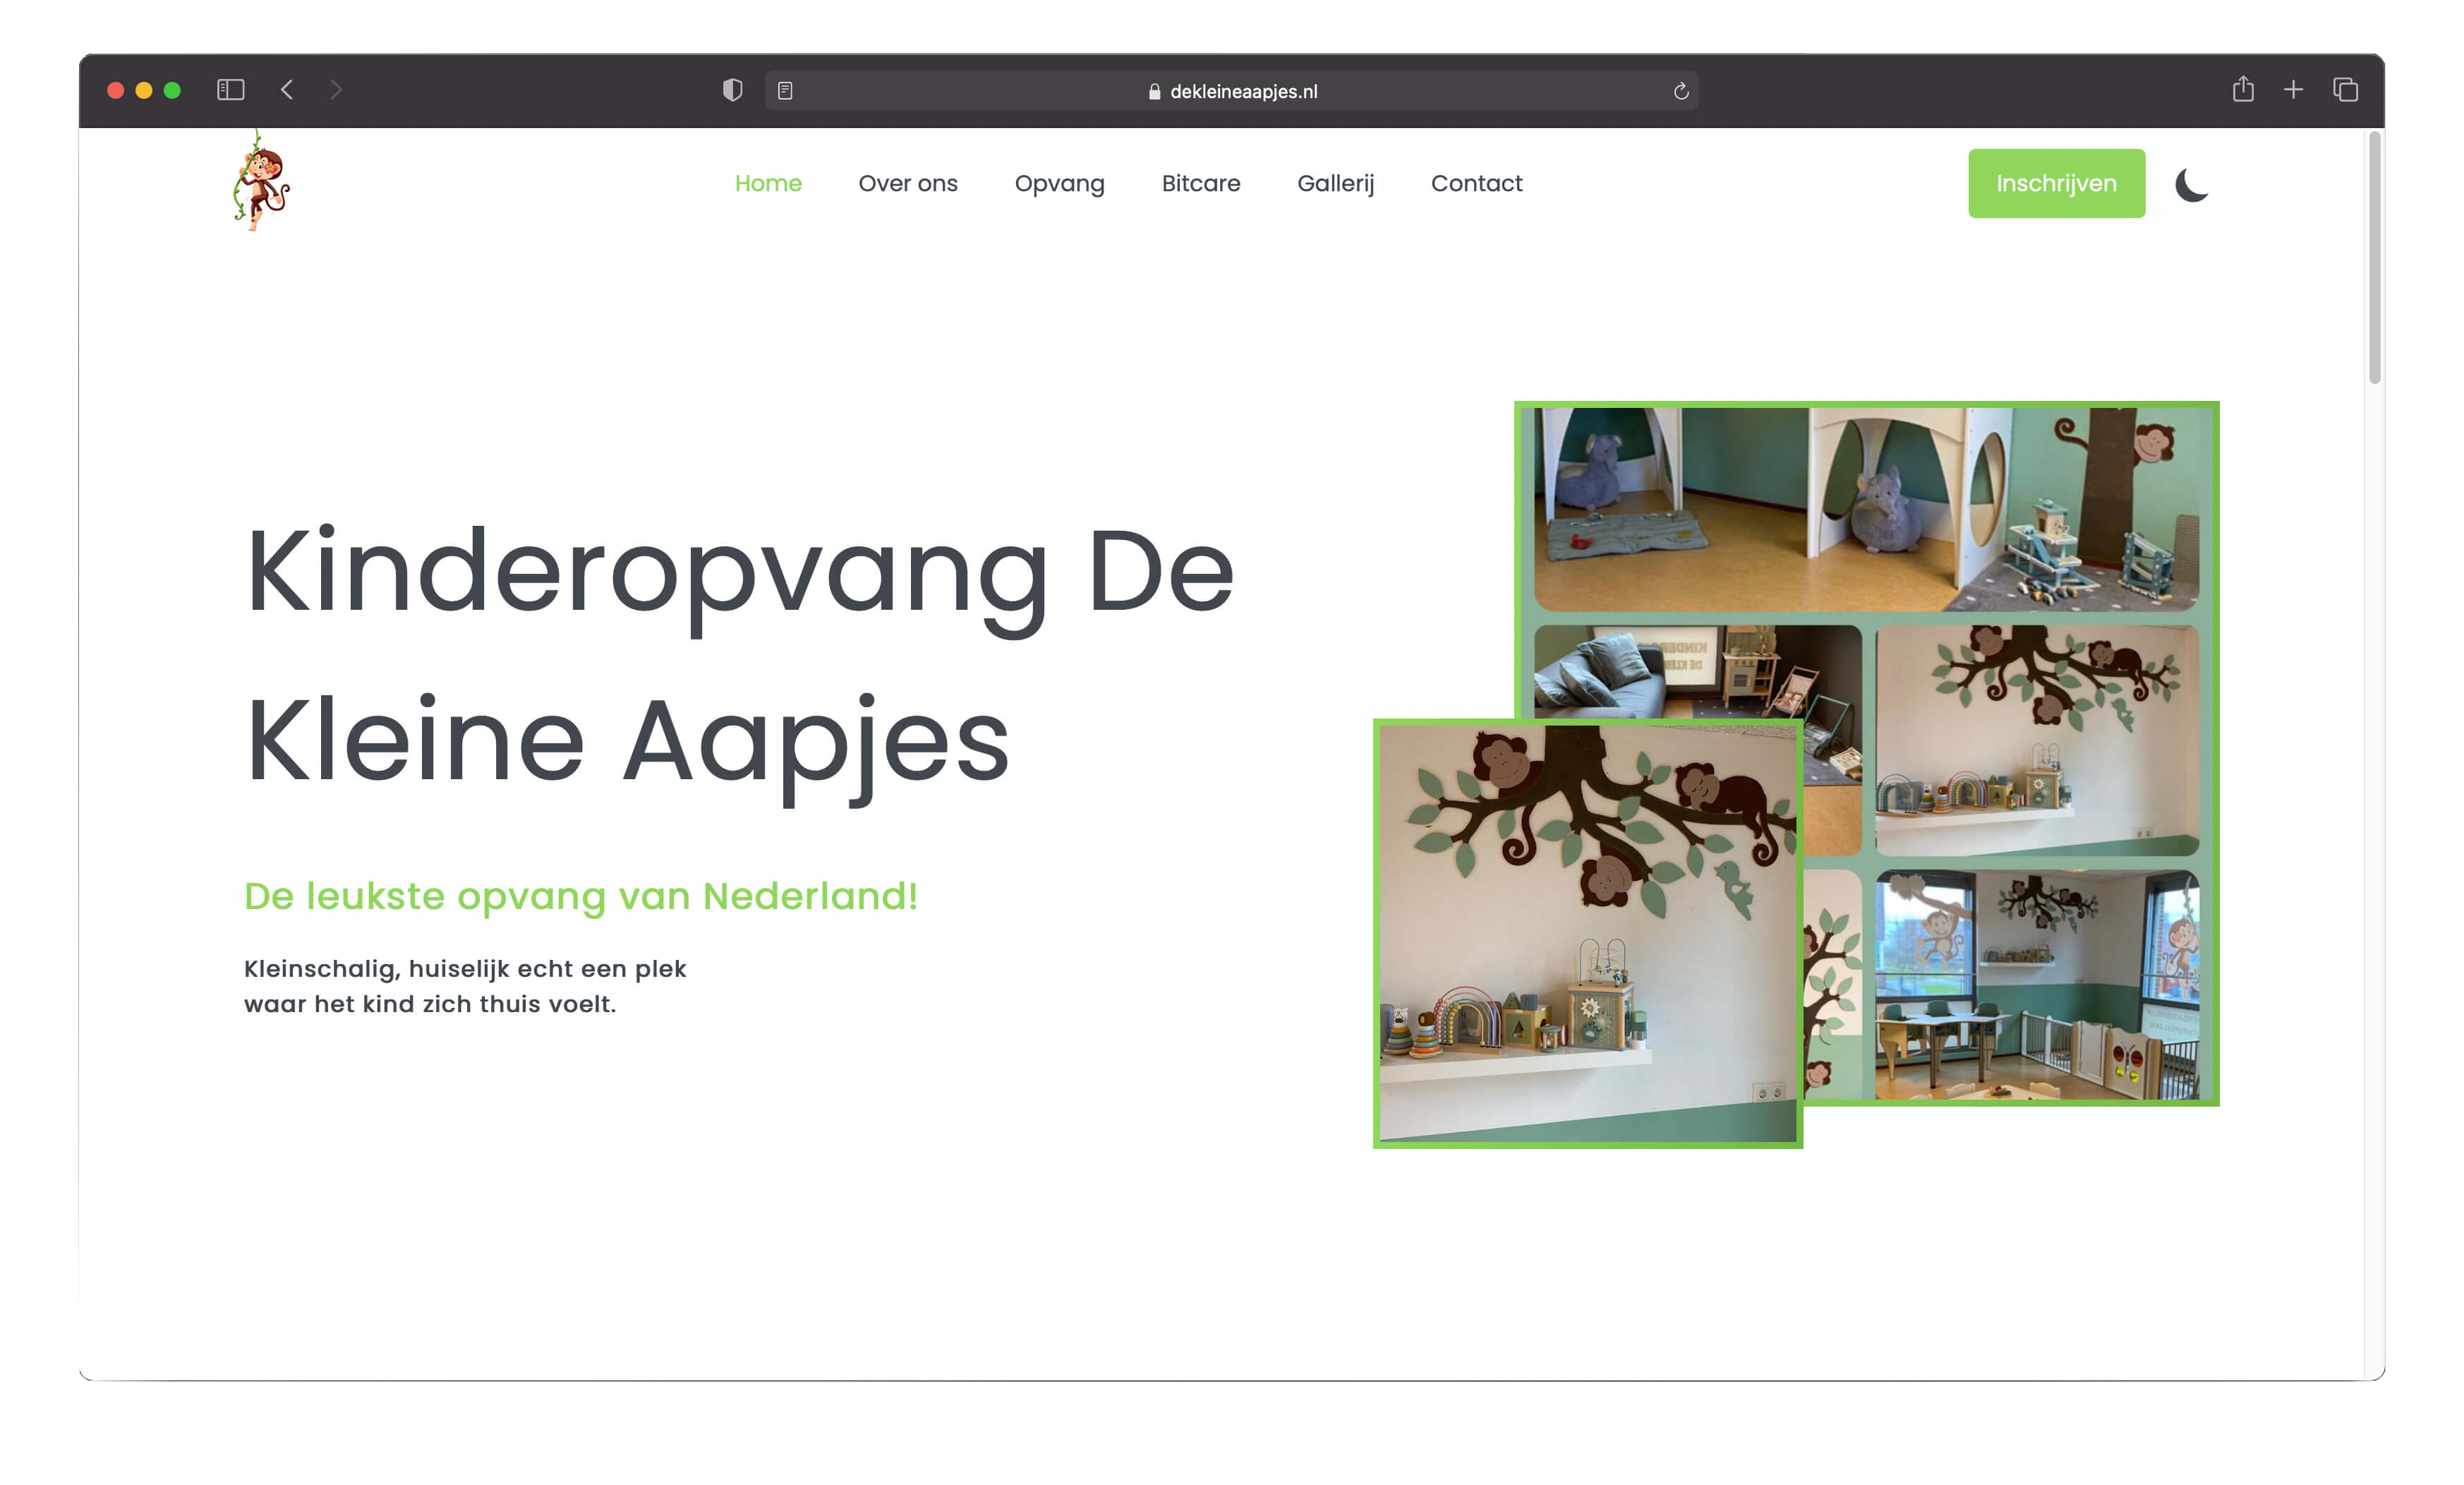 dekleineaapjes.nl
Home
Over ons
Opvang
Bitcare
Gallerij
Contact
Inschrijven
Kinderopvang De
Kleine Aapjes
De leukste opvang van Nederland!
Kleinschalig, huiselijk echt een plek
waar het kind zich thuis voelt.